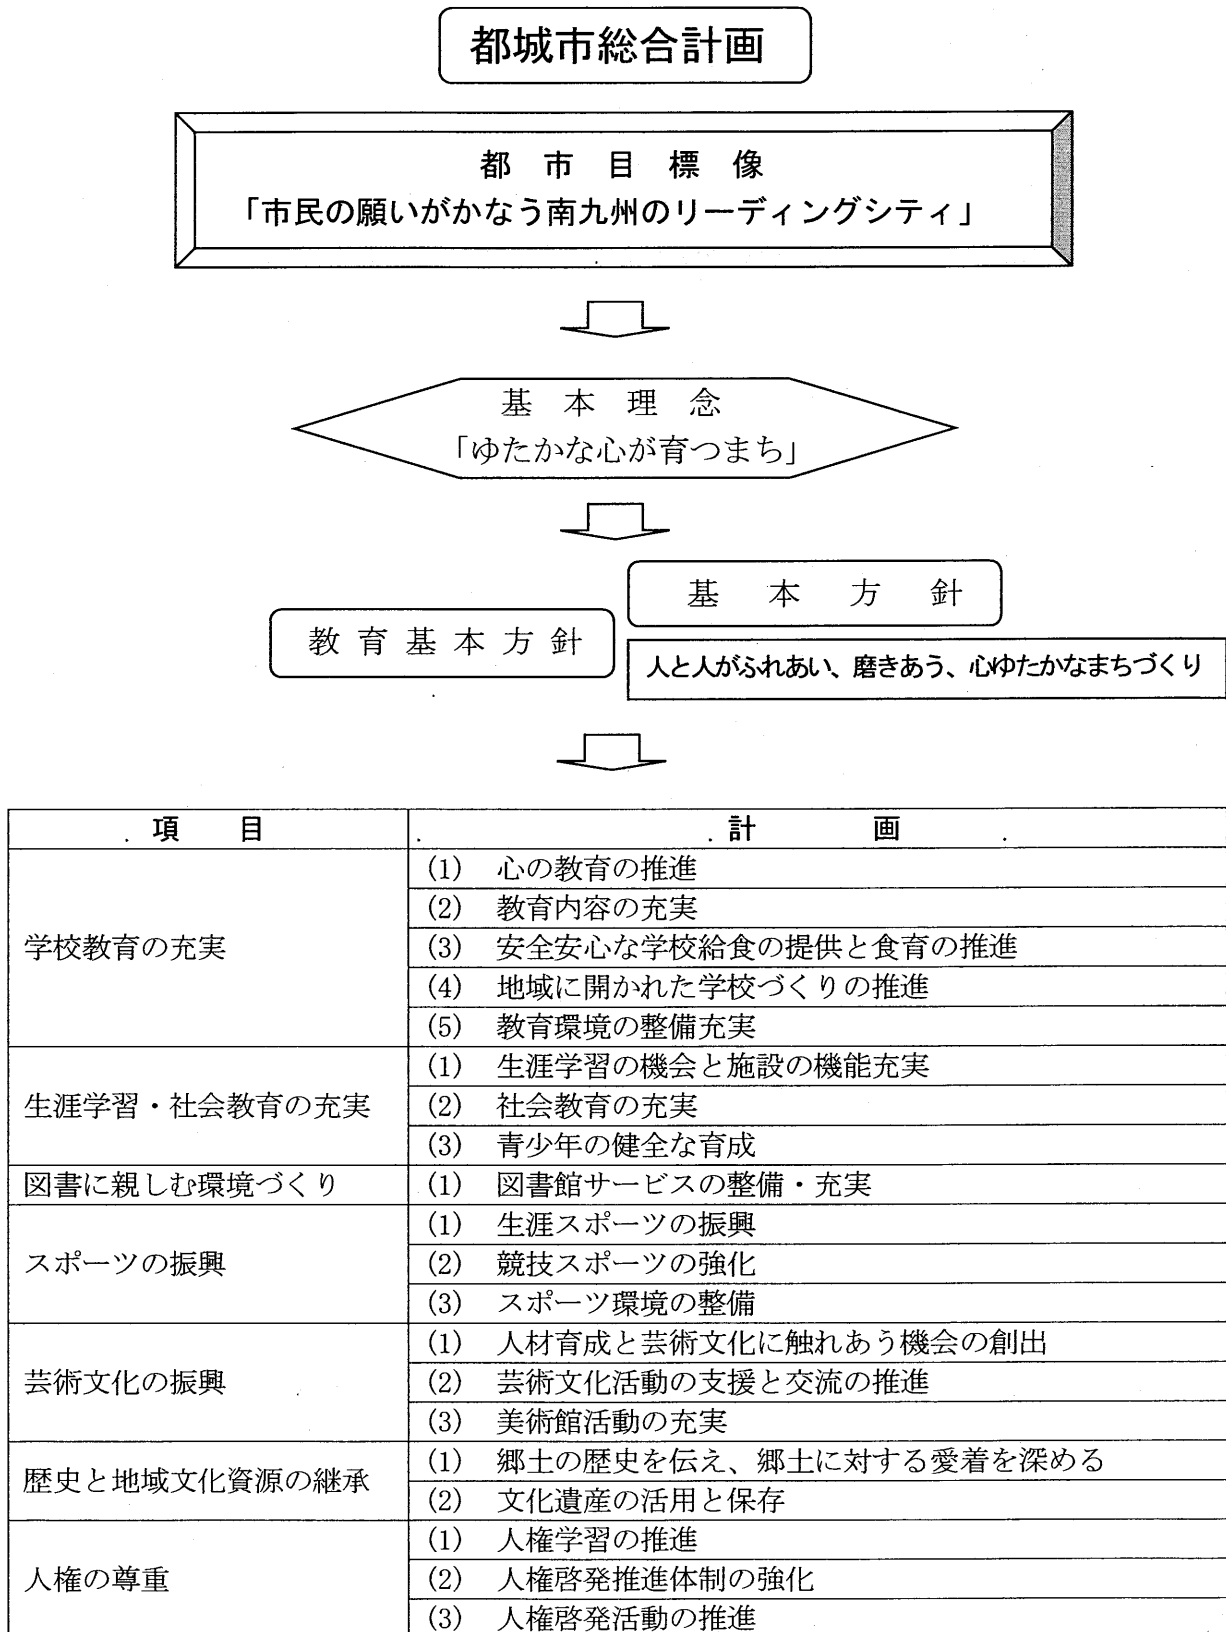 都城市総合計画
都市目標像
「市民の願いがかなう南九州のリーディングシティ」
基本理念
「ゆたかな心が育つまち」
基本方針
教育基本方針
人と人がふれあい、磨きあう、心ゆたかなまちづくり
項目 計画
学校教育の充実
(1) 心の教育の推進
(2) 教育内容の充実
(3) 安全安心な学校給食の提供と食育の推進
(4) 地域に開かれた学校づくりの推進
(5) 教育環境の整備充実
生涯学習・社会教育の充実
(1) 生涯学習の機会と施設の機能充実
(2) 社会教育の充実
(3) 青少年の健全な育成
図書に親しむ環境づくり
(1) 図書館サービスの整備・充実
スポーツの振興
(1) 生涯スポーツの振興
(2) 競技スポーツの強化
(3) スポーツ環境の整備
芸術文化の振興
(1) 人材育成と芸術文化に触れあう機会の創出
(2) 芸術文化活動の支援と交流の推進
(3) 美術館活動の充実
歴史と地域文化資源の継承
(1) 郷土の歴史を伝え、郷土に対する愛着を深める
(2) 文化遺産の活用と保存
人権の尊重
(1) 人権学習の推進
(2) 人権啓発推進体制の強化
(3) 人権啓発活動の推進